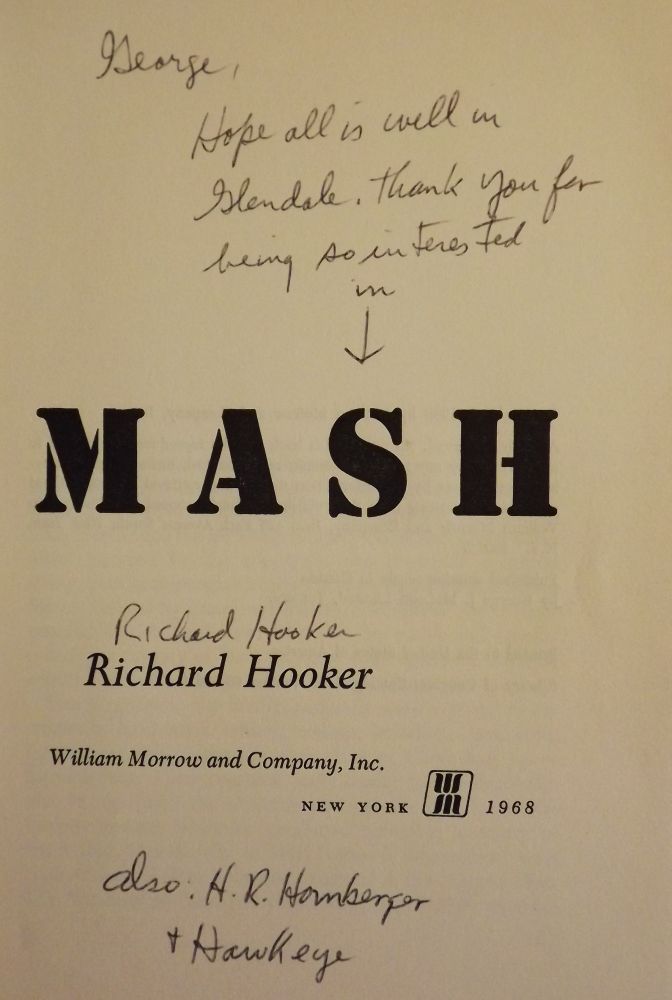 George,
Hope all is well in
Glendale. Thank you for
being so interested
in
MASH
Richard Hooker
Richard Hooker
William Morrow and Company, Inc.
NEW YORK WM 1968
also: H. R. Hornberger
+ Hawkeye